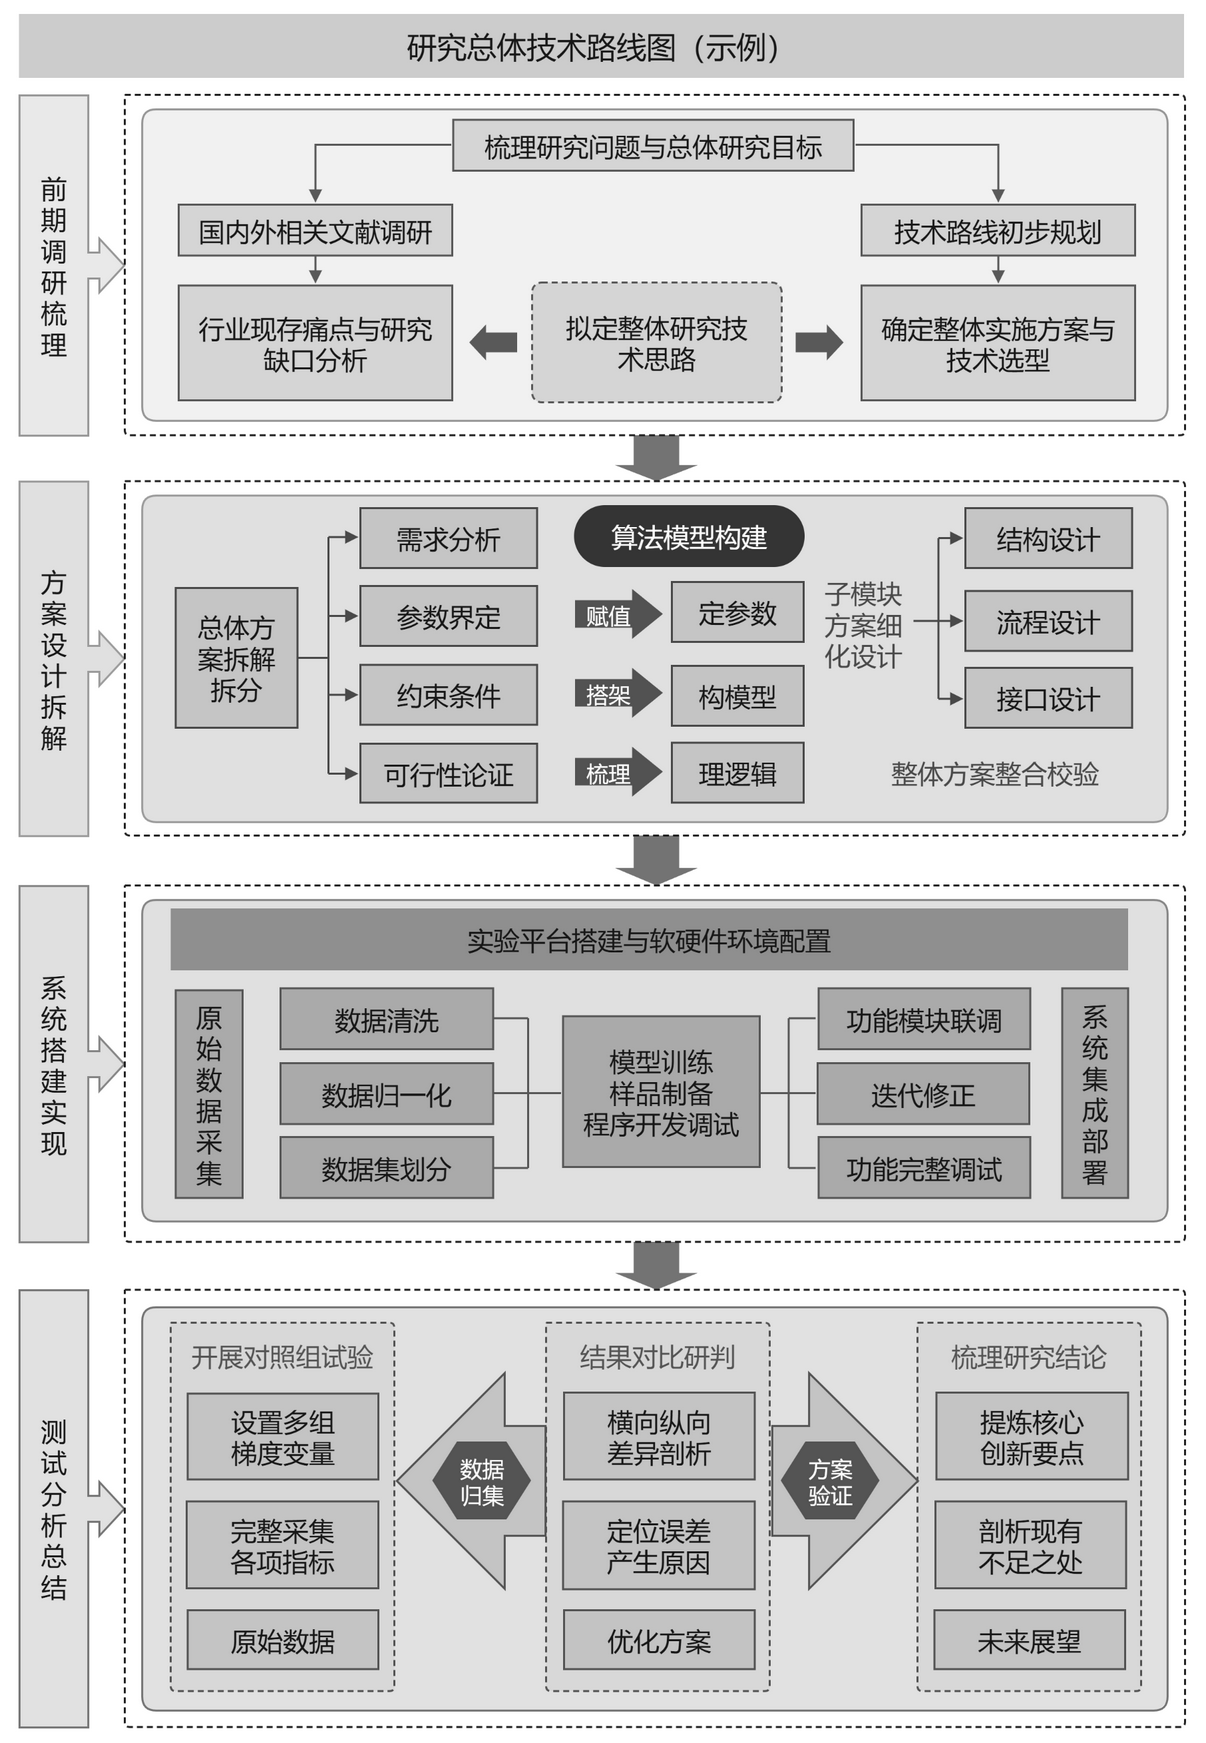 研究总体技术路线图（示例）
前期调研梳理
梳理研究问题与总体研究目标
国内外相关文献调研
技术路线初步规划
行业现存痛点与研究
缺口分析
拟定整体研究技
术思路
确定整体实施方案与
技术选型
方案设计拆解
总体方
案拆解
拆分
需求分析
参数界定
约束条件
可行性论证
算法模型构建
赋值
定参数
搭架
构模型
梳理
理逻辑
子模块
方案细
化设计
结构设计
流程设计
接口设计
整体方案整合校验
系统搭建实现
实验平台搭建与软硬件环境配置
原始数据采集
数据清洗
数据归一化
数据集划分
模型训练
样品制备
程序开发调试
功能模块联调
迭代修正
功能完整调试
系统集成部署
测试分析总结
开展对照组试验
设置多组
梯度变量
完整采集
各项指标
原始数据
数据
归集
结果对比研判
横向纵向
差异剖析
定位误差
产生原因
优化方案
方案
验证
梳理研究结论
提炼核心
创新要点
剖析现有
不足之处
未来展望